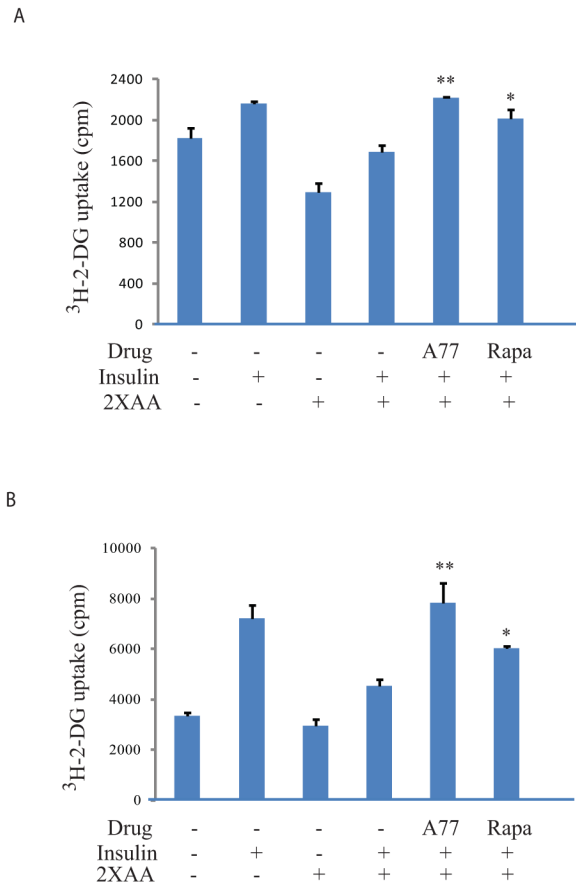 A
³H-2-DG uptake (cpm)
2400
2000
1600
1200
800
400
0
** *
Drug - - - - A77 Rapa
Insulin - + - + + +
2XAA - - + + + +
B
³H-2-DG uptake (cpm)
10000
8000
6000
4000
2000
0
** *
Drug - - - - A77 Rapa
Insulin - + - + + +
2XAA - - + + + +